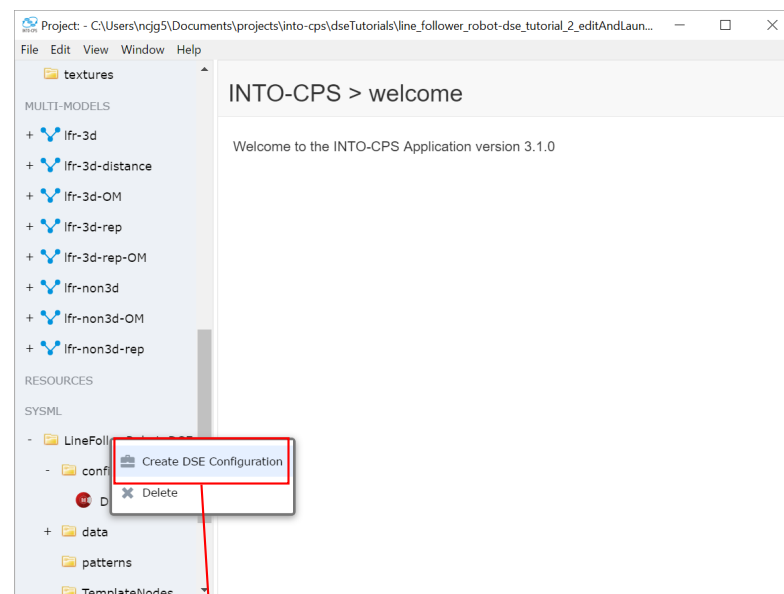 Project: - C:\Users\ncjg5\Documents\projects\into-cps\dseTutorials\line_follower_robot-dse_tutorial_2_editAndLaun...
File Edit View Window Help
textures
MULTI-MODELS
+ lfr-3d
+ lfr-3d-distance
+ lfr-3d-OM
+ lfr-3d-rep
+ lfr-3d-rep-OM
+ lfr-non3d
+ lfr-non3d-OM
+ lfr-non3d-rep
RESOURCES
SYSML
- LineFoll
- conf
D
+ data
patterns
TemplateNodes
Create DSE Configuration
Delete
INTO-CPS > welcome
Welcome to the INTO-CPS Application version 3.1.0